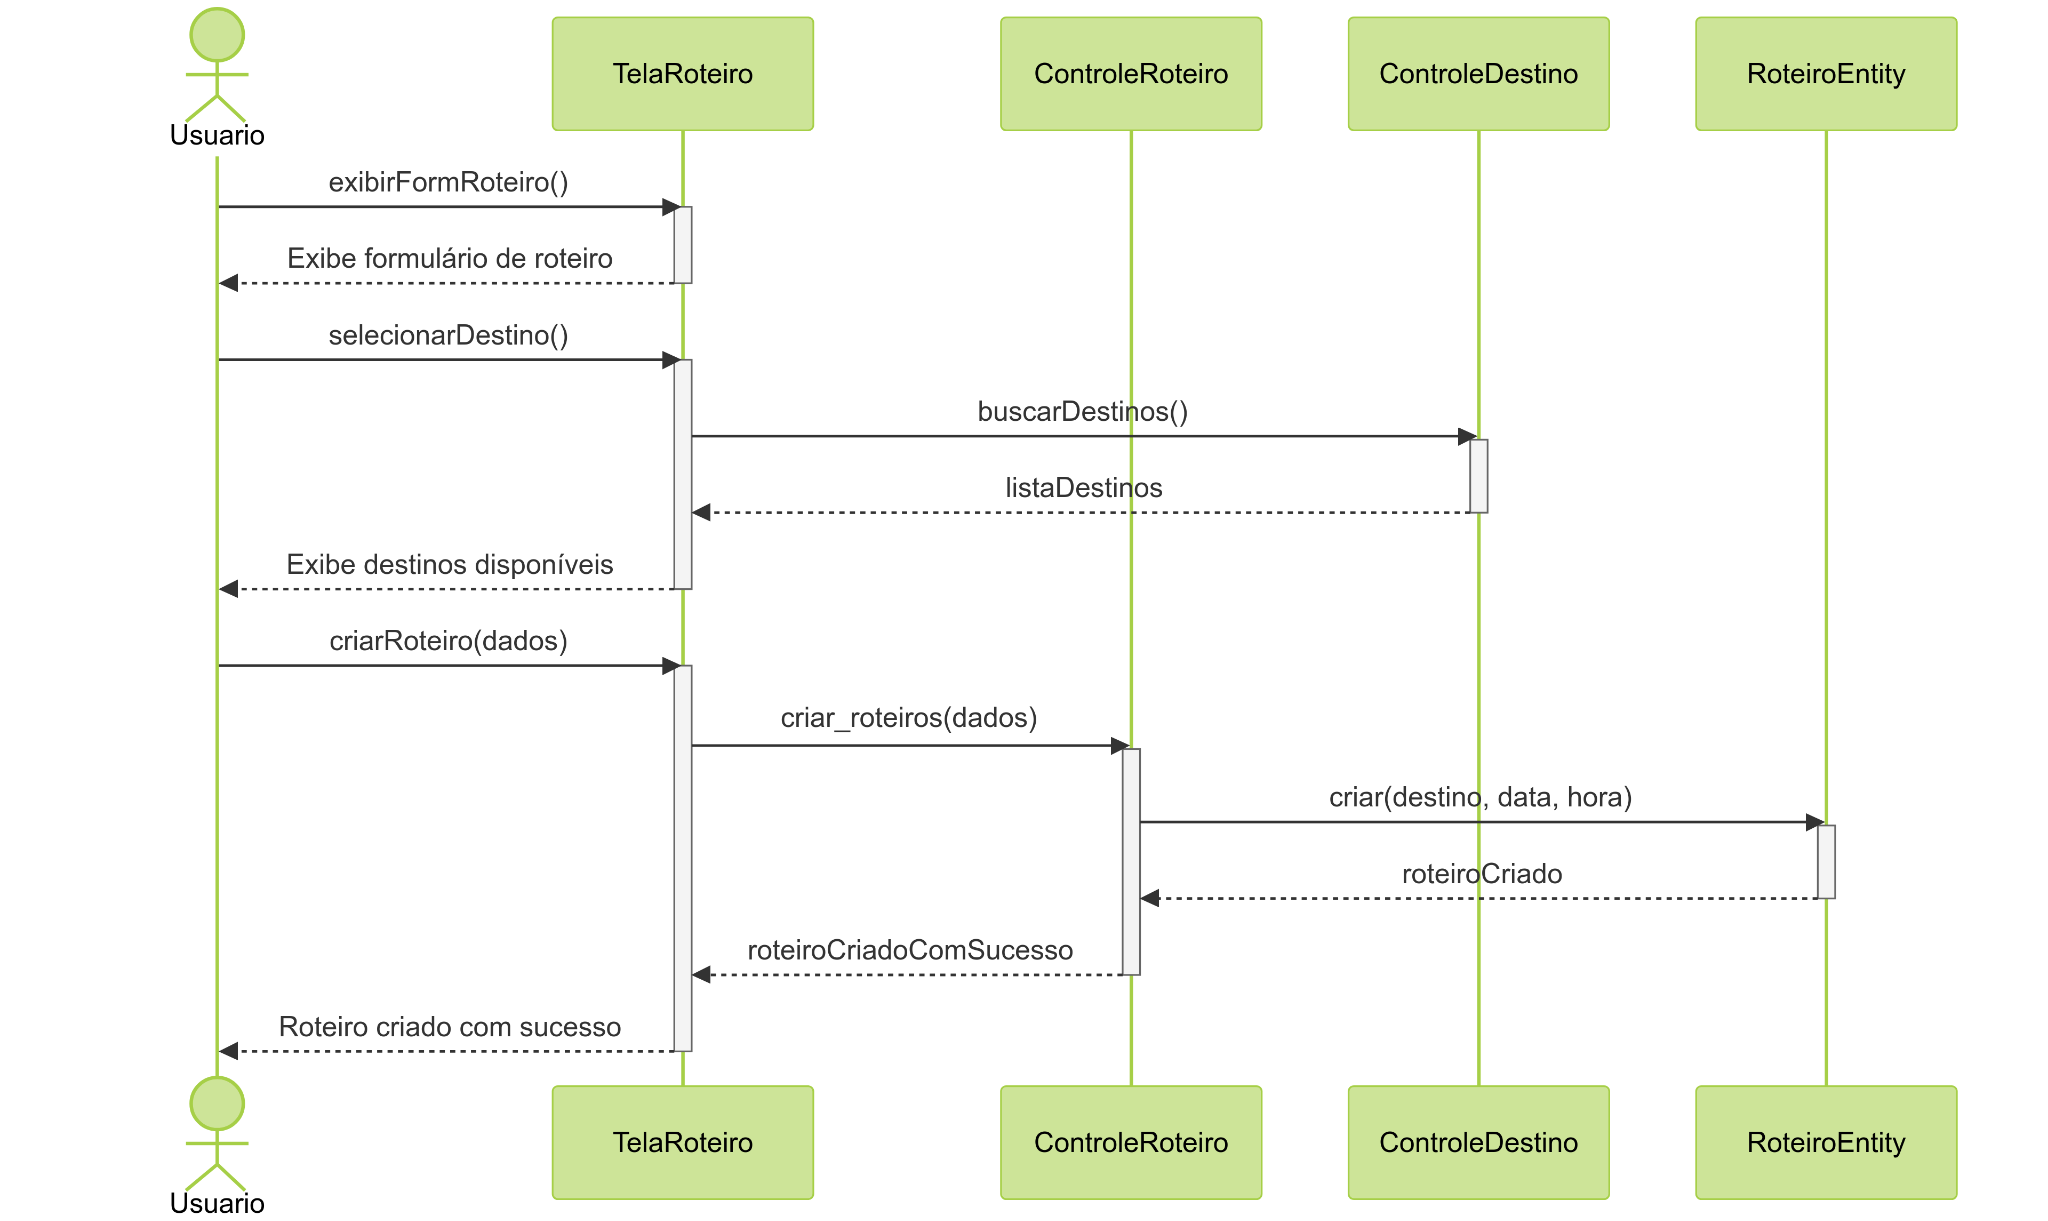 Usuario
TelaRoteiro
ControleRoteiro
ControleDestino
RoteiroEntity
exibirFormRoteiro()
Exibe formulário de roteiro
selecionarDestino()
buscarDestinos()
listaDestinos
Exibe destinos disponíveis
criarRoteiro(dados)
criar_roteiros(dados)
criar(destino, data, hora)
roteiroCriado
roteiroCriadoComSucesso
Roteiro criado com sucesso
Usuario
TelaRoteiro
ControleRoteiro
ControleDestino
RoteiroEntity